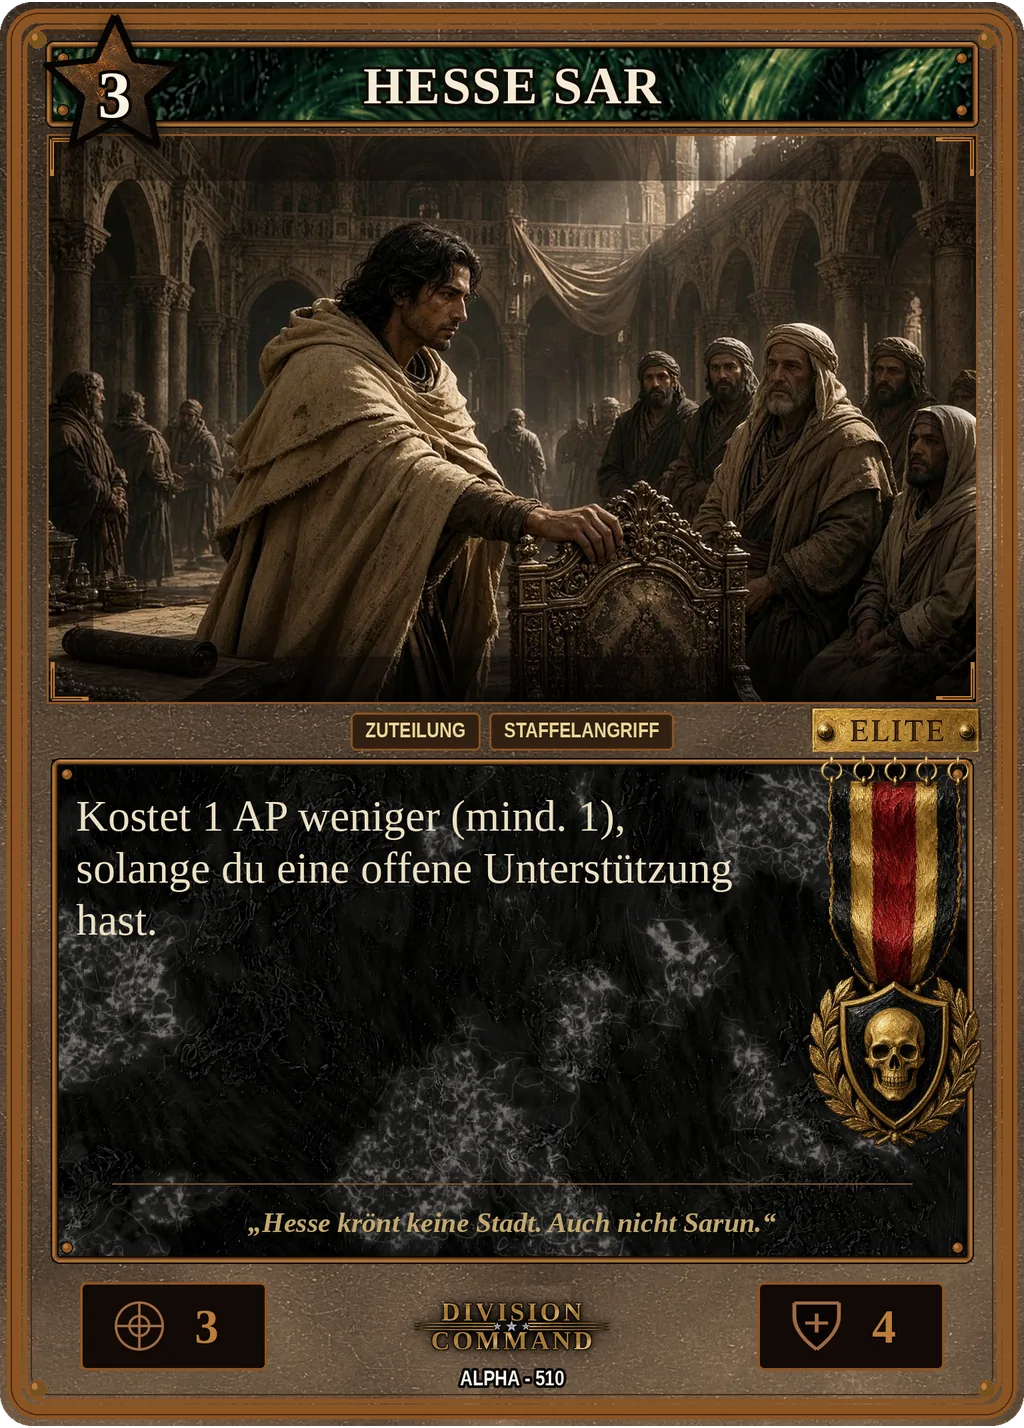 3
HESSE SAR
ZUTEILUNG
STAFFELANGRIFF
ELITE
Kostet 1 AP weniger (mind. 1),
solange du eine offene Unterstützung
hast.
„Hesse krönt keine Stadt. Auch nicht Sarun.“
3
DIVISION
COMMAND
4
ALPHA - 510